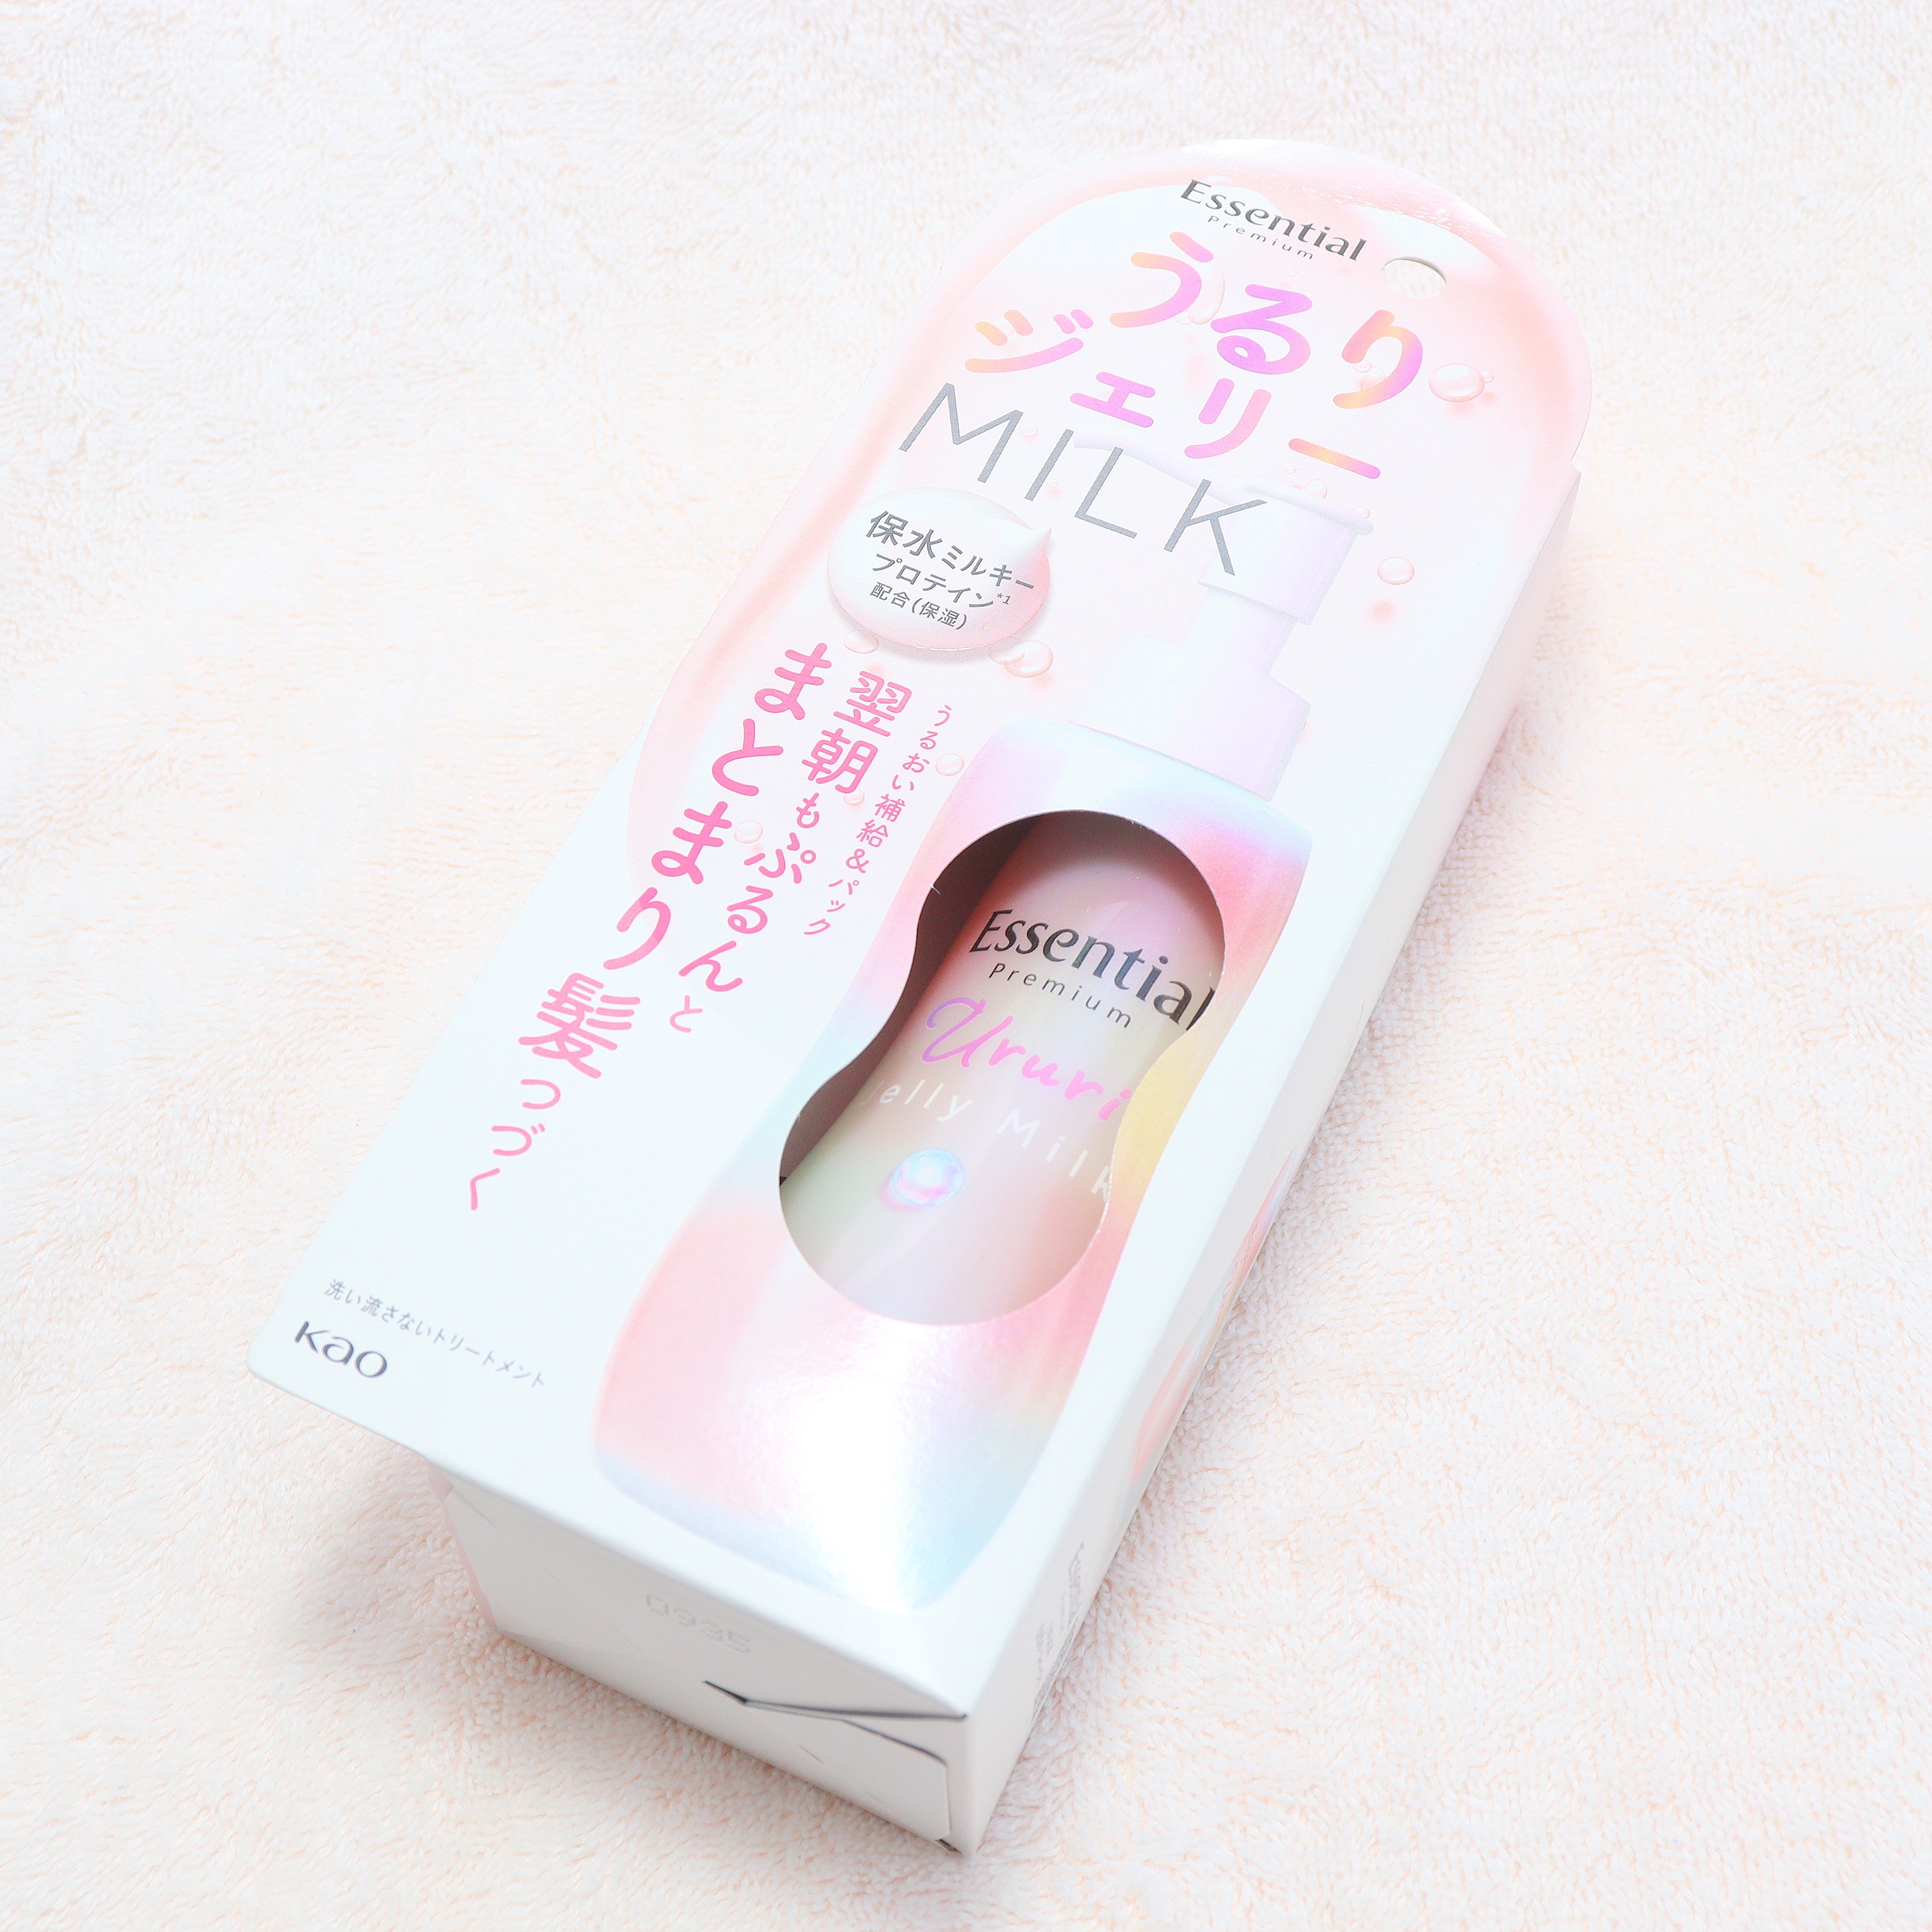 Essential
Premium
うるり
ジェリー
MILK
保水ミルキー
プロテイン*1
配合(保湿)
うるおい補給&パック
翌朝もぷるんと
まとまり髪つづく
Essential
Premium
Ururi
Jelly Milk
洗い流さないトリートメント
Kao
0935